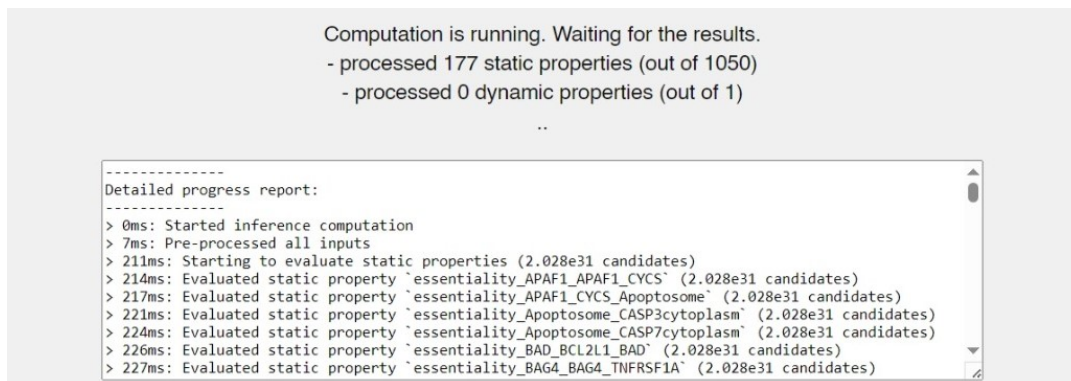 Computation is running. Waiting for the results.
- processed 177 static properties (out of 1050)
- processed 0 dynamic properties (out of 1)
..
--------------
Detailed progress report:
--------------
> 0ms: Started inference computation
> 7ms: Pre-processed all inputs
> 211ms: Starting to evaluate static properties (2.028e31 candidates)
> 214ms: Evaluated static property `essentiality_APAF1_APAF1_CYCS` (2.028e31 candidates)
> 217ms: Evaluated static property `essentiality_APAF1_CYCS_Apoptosome` (2.028e31 candidates)
> 221ms: Evaluated static property `essentiality_Apoptosome_CASP3cytoplasm` (2.028e31 candidates)
> 224ms: Evaluated static property `essentiality_Apoptosome_CASP7cytoplasm` (2.028e31 candidates)
> 226ms: Evaluated static property `essentiality_BAD_BCL2L1_BAD` (2.028e31 candidates)
> 227ms: Evaluated static property `essentiality_BAG4_BAG4_TNFRSF1A` (2.028e31 candidates)